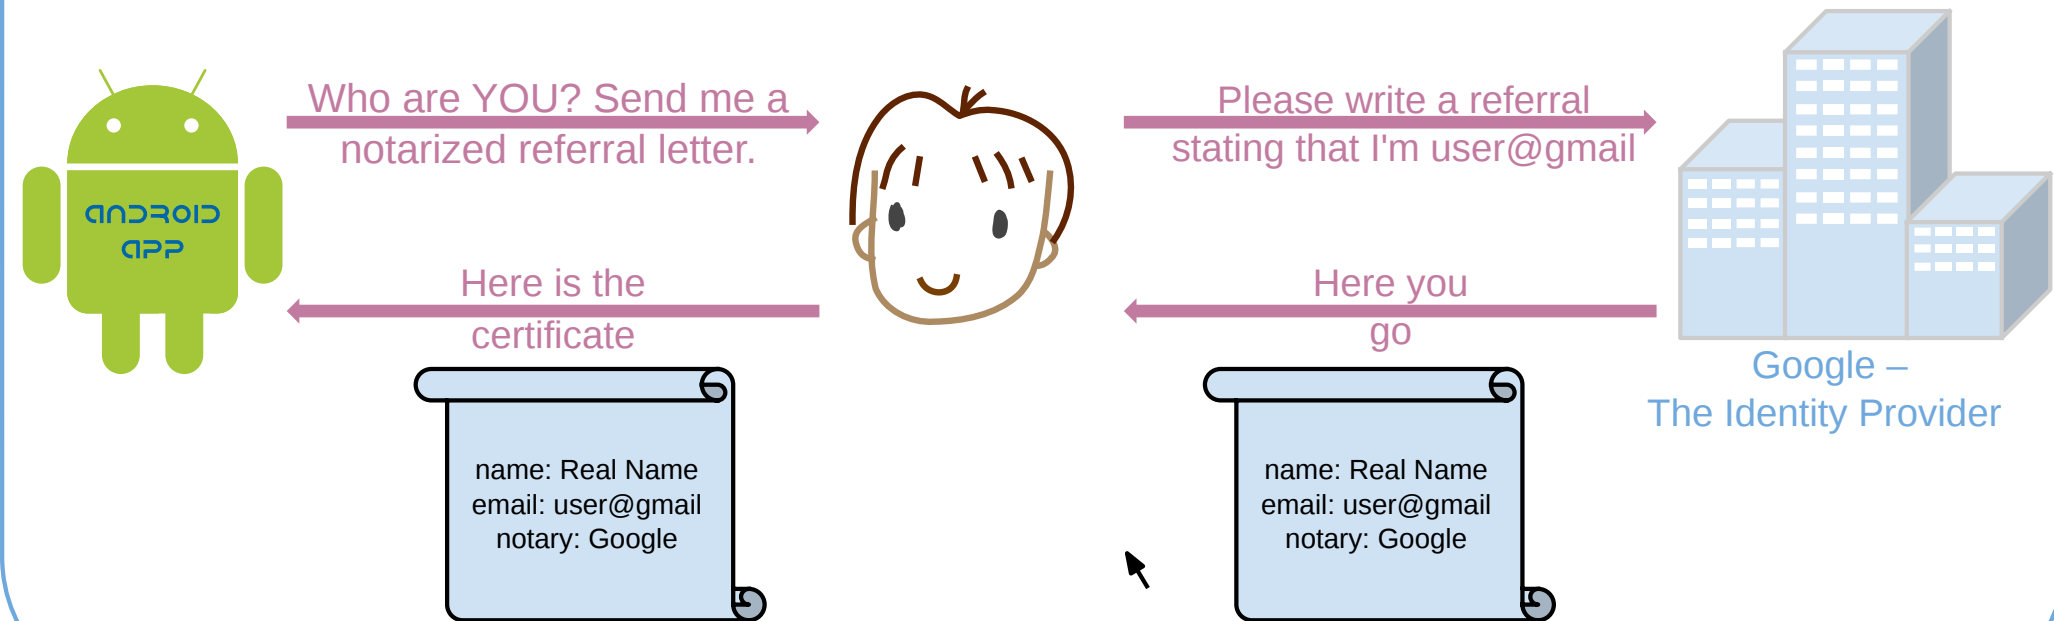 Who are YOU? Send me a
notarized referral letter.
Please write a referral
stating that I'm user@gmail
ANDROID
APP
Here is the
certificate
Here you
go
Google –
The Identity Provider
name: Real Name
email: user@gmail
notary: Google
name: Real Name
email: user@gmail
notary: Google